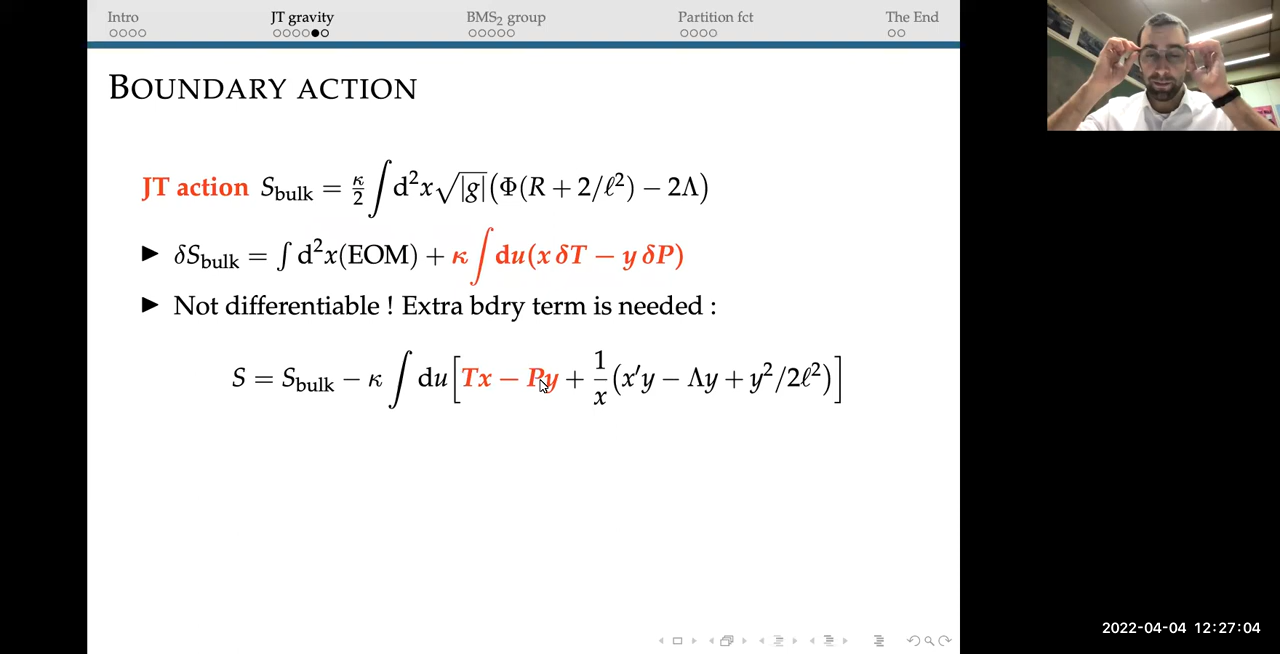 Intro JT gravity BMS₂ group Partition fct The End
BOUNDARY ACTION
JT action S_bulk = κ/2 ∫ d²x√|g|(Φ(R + 2/ℓ²) − 2Λ)
▶ δS_bulk = ∫ d²x(EOM) + κ ∫ du(x δT − y δP)
▶ Not differentiable ! Extra bdry term is needed :
S = S_bulk − κ ∫ du[Tx − Py + 1/x (x′y − Λy + y²/2ℓ²)]
2022-04-04 12:27:04